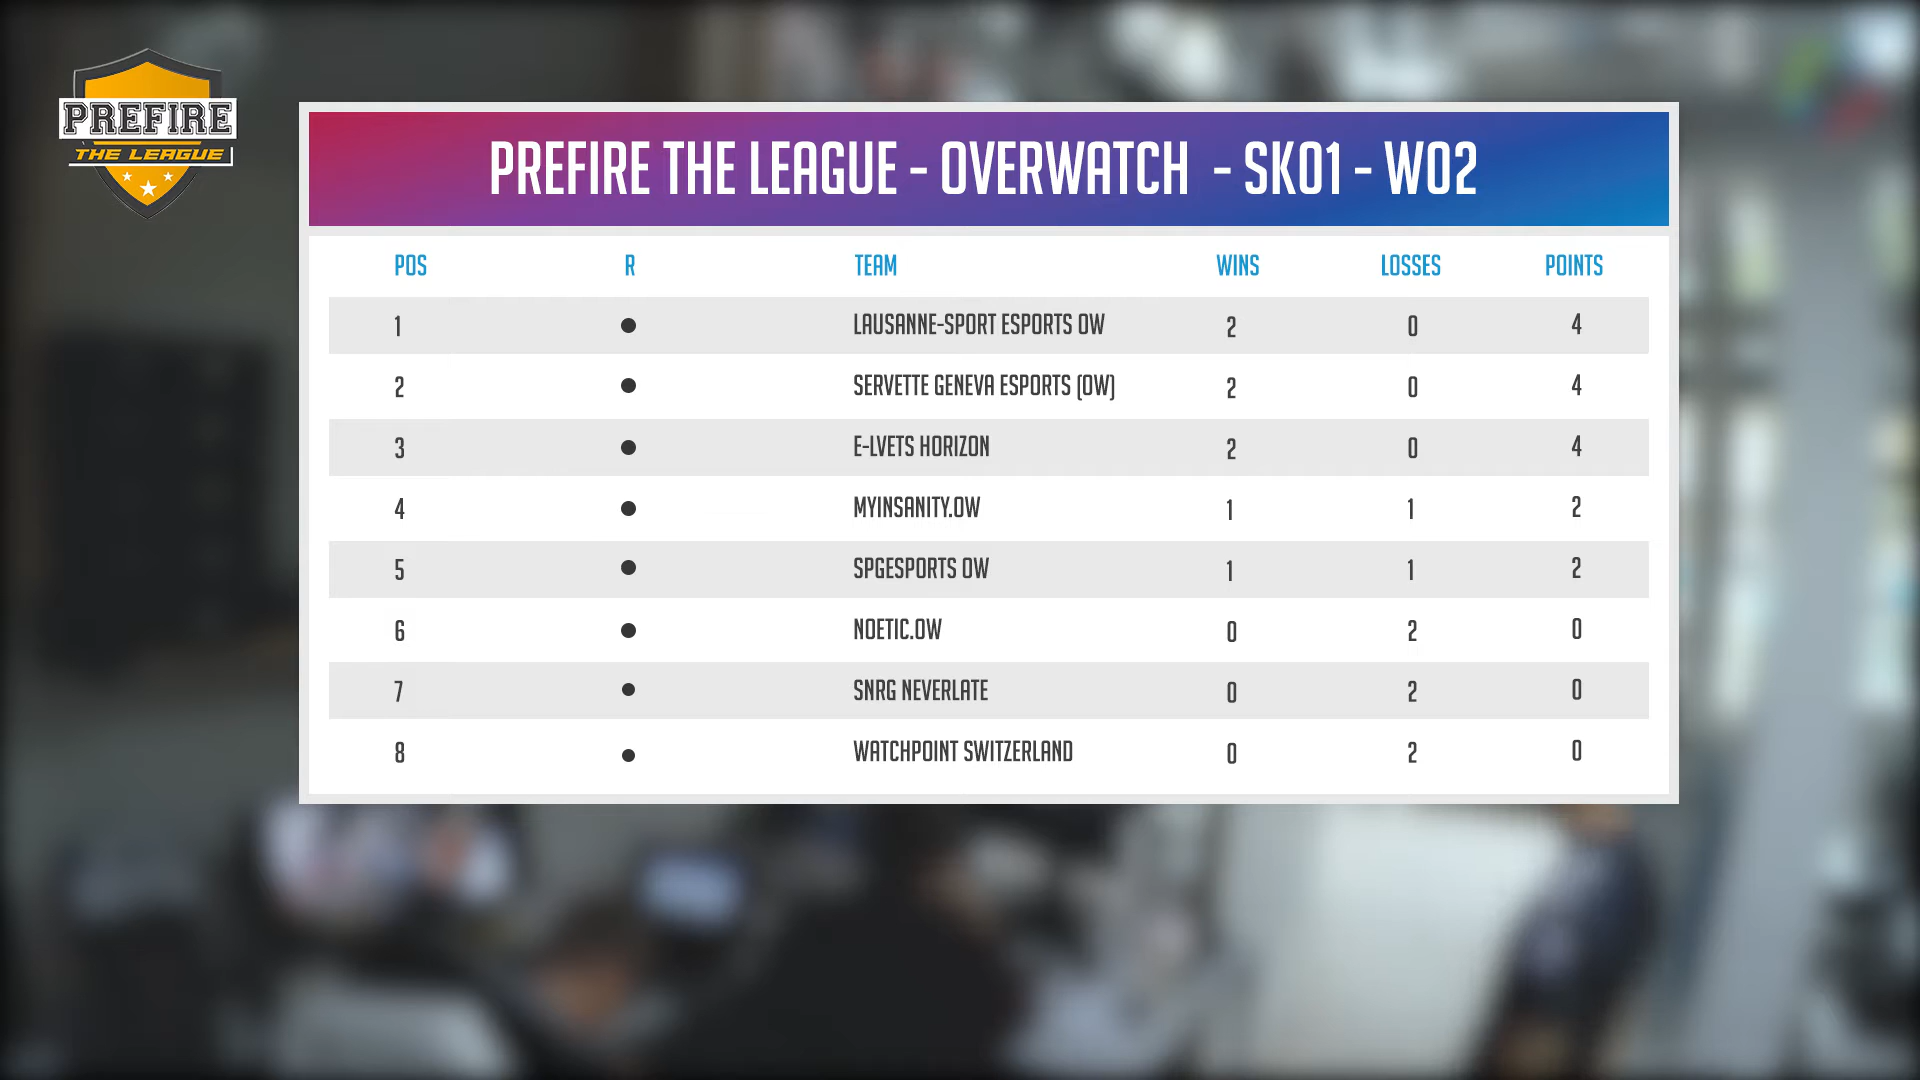 PREFIRE
THE LEAGUE
PREFIRE THE LEAGUE - OVERWATCH - SK01 - W02
POS R TEAM WINS LOSSES POINTS
1 LAUSANNE-SPORT ESPORTS OW 2 0 4
2 SERVETTE GENEVA ESPORTS (OW) 2 0 4
3 E-LVETS HORIZON 2 0 4
4 MYINSANITY.OW 1 1 2
5 SPGESPORTS OW 1 1 2
6 NOETIC.OW 0 2 0
7 SNRG NEVERLATE 0 2 0
8 WATCHPOINT SWITZERLAND 0 2 0